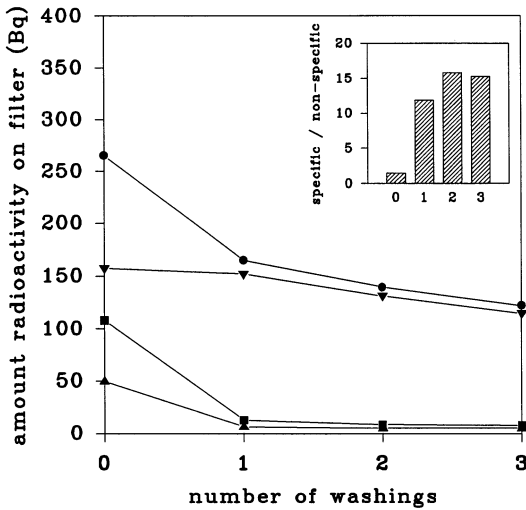 amount radioactivity on filter (Bq)
400
350
300
250
200
150
100
50
0
0 1 2 3
number of washings
specific / non-specific
20
15
10
5
0
0 1 2 3